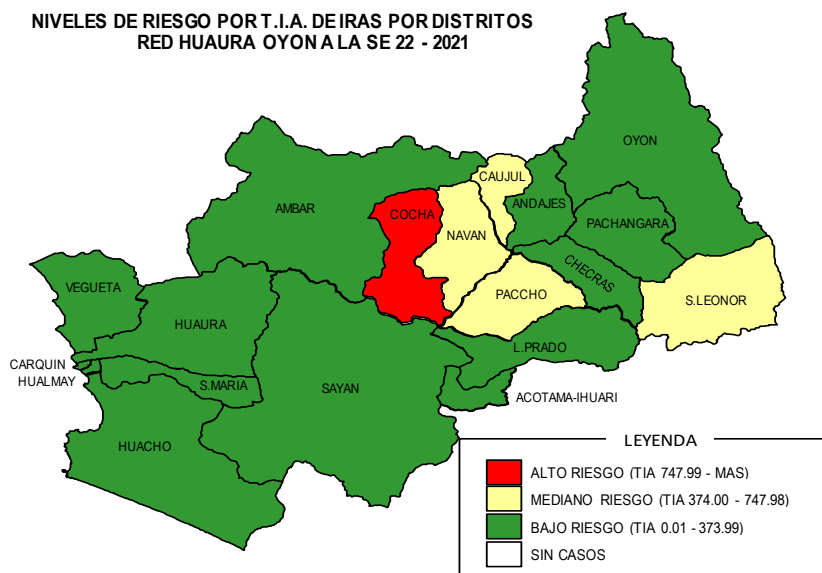 NIVELES DE RIESGO POR T.I.A. DE IRAS POR DISTRITOS
RED HUAURA OYON A LA SE 22 - 2021
OYON
CAUJUL
ANDAJES
AMBAR
COCHA
NAVAN
PACHANGARA
CHECRAS
VEGUETA
PACCHO
S.LEONOR
HUAURA
L.PRADO
CARQUIN
HUALMAY
S.MARIA
SAYAN
ACOTAMA-IHUARI
HUACHO
LEYENDA
ALTO RIESGO (TIA 747.99 - MAS)
MEDIANO RIESGO (TIA 374.00 - 747.98)
BAJO RIESGO (TIA 0.01 - 373.99)
SIN CASOS